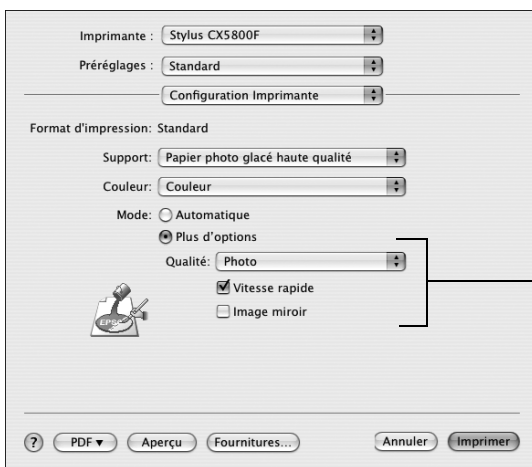 Imprimante : Stylus CX5800F
Préréglages : Standard
Configuration Imprimante
Format d'impression: Standard
Support: Papier photo glacé haute qualité
Couleur: Couleur
Mode: Automatique
Plus d'options
Qualité: Photo
Vitesse rapide
Image miroir
EPSON
? PDF▼ Aperçu Fournitures... Annuler Imprimer